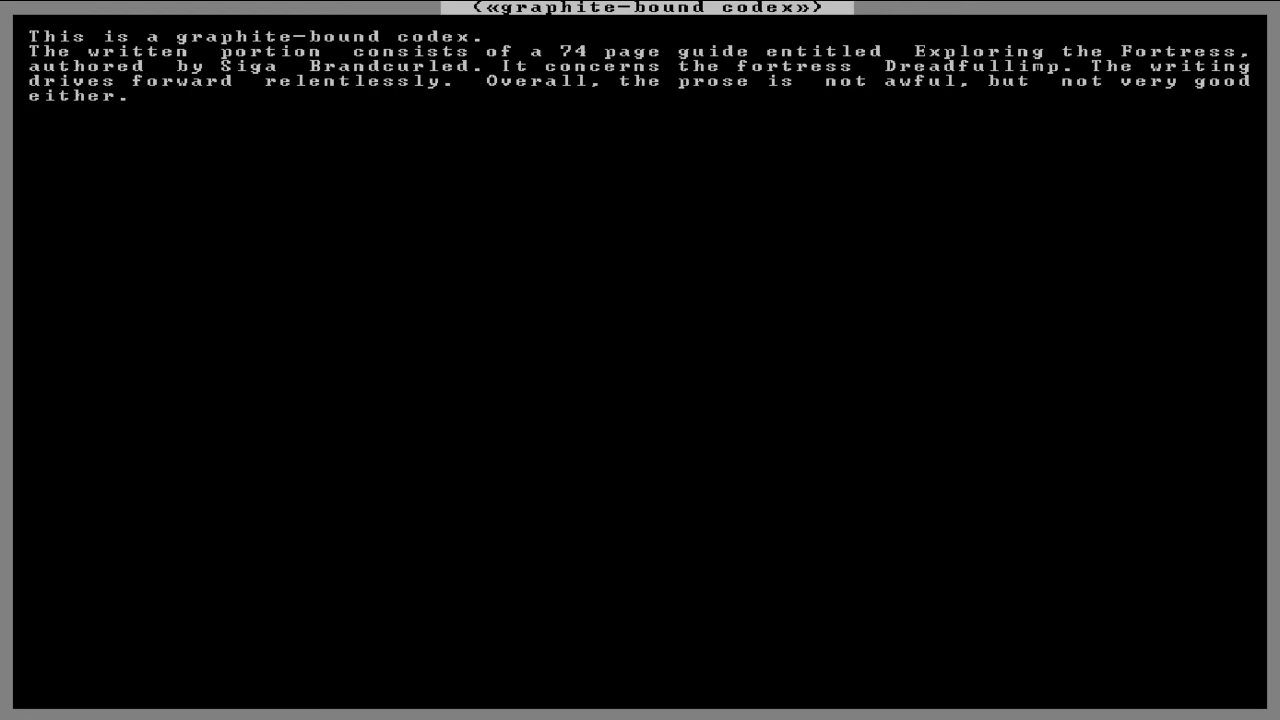 («graphite-bound codex»)
This is a graphite-bound codex.
The written portion consists of a 74 page guide entitled Exploring the Fortress,
authored by Siga Brandcurled. It concerns the fortress Dreadfullimp. The writing
drives forward relentlessly. Overall, the prose is not awful, but not very good
either.